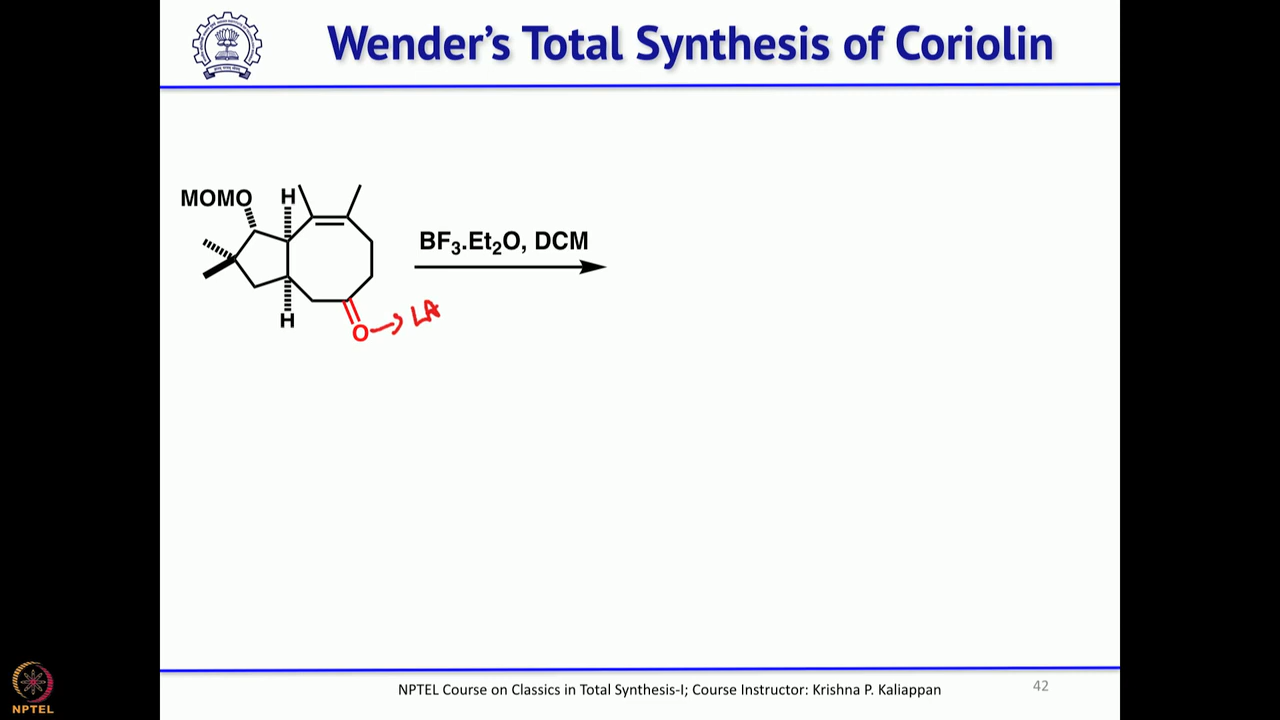 Wender's Total Synthesis of Coriolin
MOMO
H
BF3.Et2O, DCM
H
O → LA
NPTEL Course on Classics in Total Synthesis-I; Course Instructor: Krishna P. Kaliappan
42
NPTEL